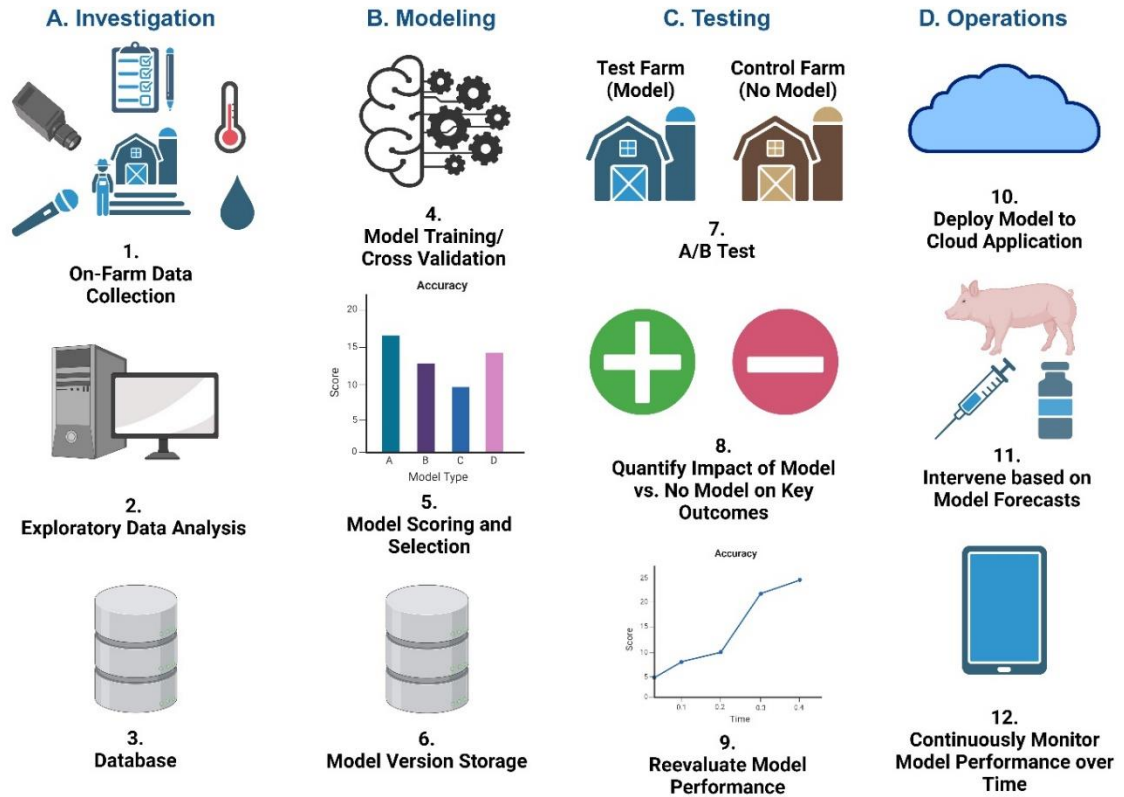 A. Investigation
1.
On-Farm Data
Collection
2.
Exploratory Data Analysis
3.
Database
B. Modeling
4.
Model Training/
Cross Validation
Accuracy
20
15
10
5
0
Score
A B C D
Model Type
5.
Model Scoring and
Selection
6.
Model Version Storage
C. Testing
Test Farm
(Model)
Control Farm
(No Model)
7.
A/B Test
8.
Quantify Impact of Model
vs. No Model on Key
Outcomes
Accuracy
25
20
15
10
5
0
Score
0.1 0.2 0.3 0.4
Time
9.
Reevaluate Model
Performance
D. Operations
10.
Deploy Model to
Cloud Application
11.
Intervene based on
Model Forecasts
12.
Continuously Monitor
Model Performance over
Time